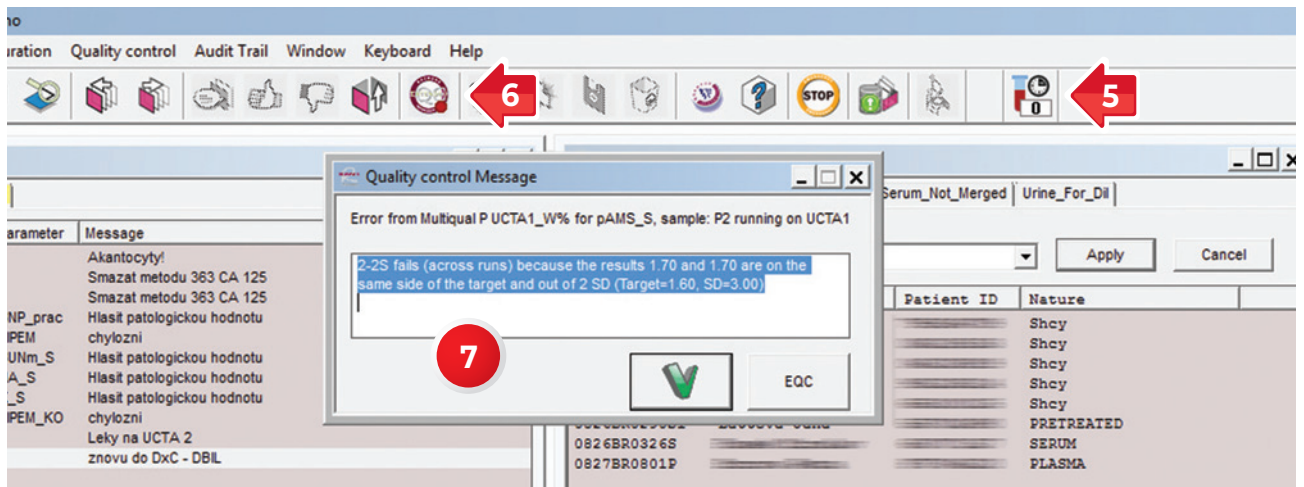 no
uration Quality control Audit Trail Window Keyboard Help
STOP
0
6
5
Quality control Message
Error from Multiqual P UCTA1_W% for pAMS_S, sample: P2 running on UCTA1
2-2S fails (across runs) because the results 1.70 and 1.70 are on the
same side of the target and out of 2 SD (Target=1.60, SD=3.00)
7
EQC
Serum_Not_Merged Urine_For_Dil
Apply Cancel
arameter Message
Akantocyty!
Smazat metodu 363 CA 125
Smazat metodu 363 CA 125
NP_prac Hlasit patologickou hodnotu
IPEM chylozni
UNm_S Hlasit patologickou hodnotu
A_S Hlasit patologickou hodnotu
_S Hlasit patologickou hodnotu
IPEM_KO chylozni
Leky na UCTA 2
znovu do DxC - DBIL
Patient ID Nature
Shcy
Shcy
Shcy
Shcy
Shcy
PRETREATED
0826BR0326S SERUM
0827BR0801P PLASMA